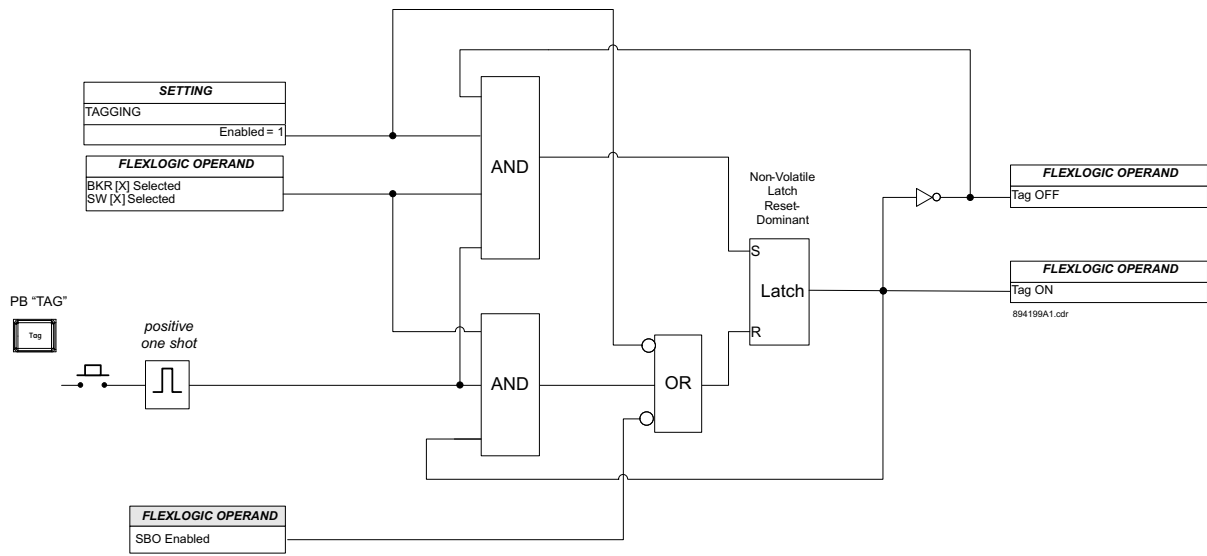 SETTING
TAGGING
Enabled = 1
FLEXLOGIC OPERAND
BKR [X] Selected
SW [X] Selected
AND
Non-Volatile
Latch
Reset-
Dominant
S
Latch
R
FLEXLOGIC OPERAND
Tag OFF
FLEXLOGIC OPERAND
Tag ON
894199A1.cdr
PB “TAG”
Tag
positive
one shot
AND
OR
FLEXLOGIC OPERAND
SBO Enabled